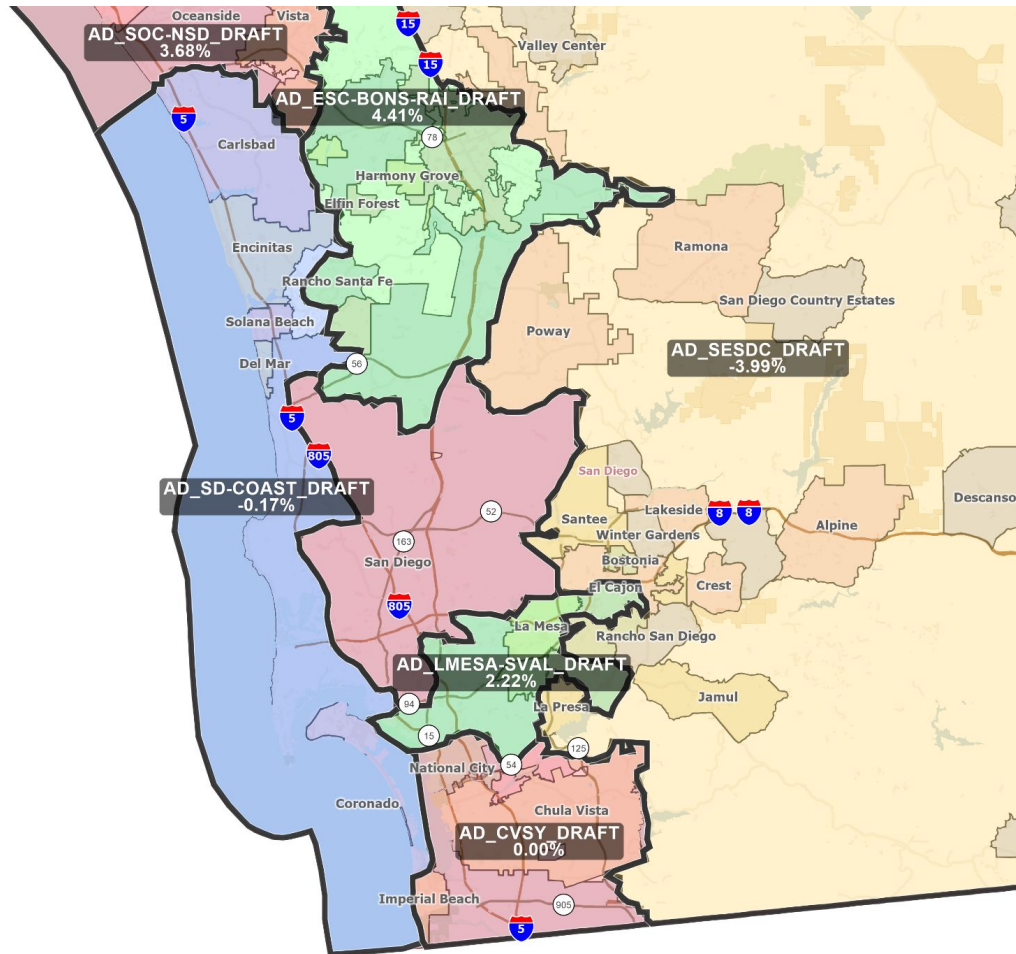 Oceanside
Vista
AD_SOC-NSD_DRAFT
3.68%
15
Valley Center
15
AD_ESC-BONS-RAI_DRAFT
4.41%
5
78
Carlsbad
Harmony Grove
Elfin Forest
Encinitas
Ramona
Rancho Santa Fe
San Diego Country Estates
Solana Beach
Poway
AD_SESDC_DRAFT
-3.99%
Del Mar
56
5
805
San Diego
AD_SD-COAST_DRAFT
-0.17%
Descanso
52
Santee
Lakeside
8
8
Alpine
163
Winter Gardens
San Diego
Bostonia
El Cajon
Crest
805
La Mesa
Rancho San Diego
AD_LMESA-SVAL_DRAFT
2.22%
Jamul
94
La Presa
15
125
National City
54
Coronado
Chula Vista
AD_CVSY_DRAFT
0.00%
Imperial Beach
905
5